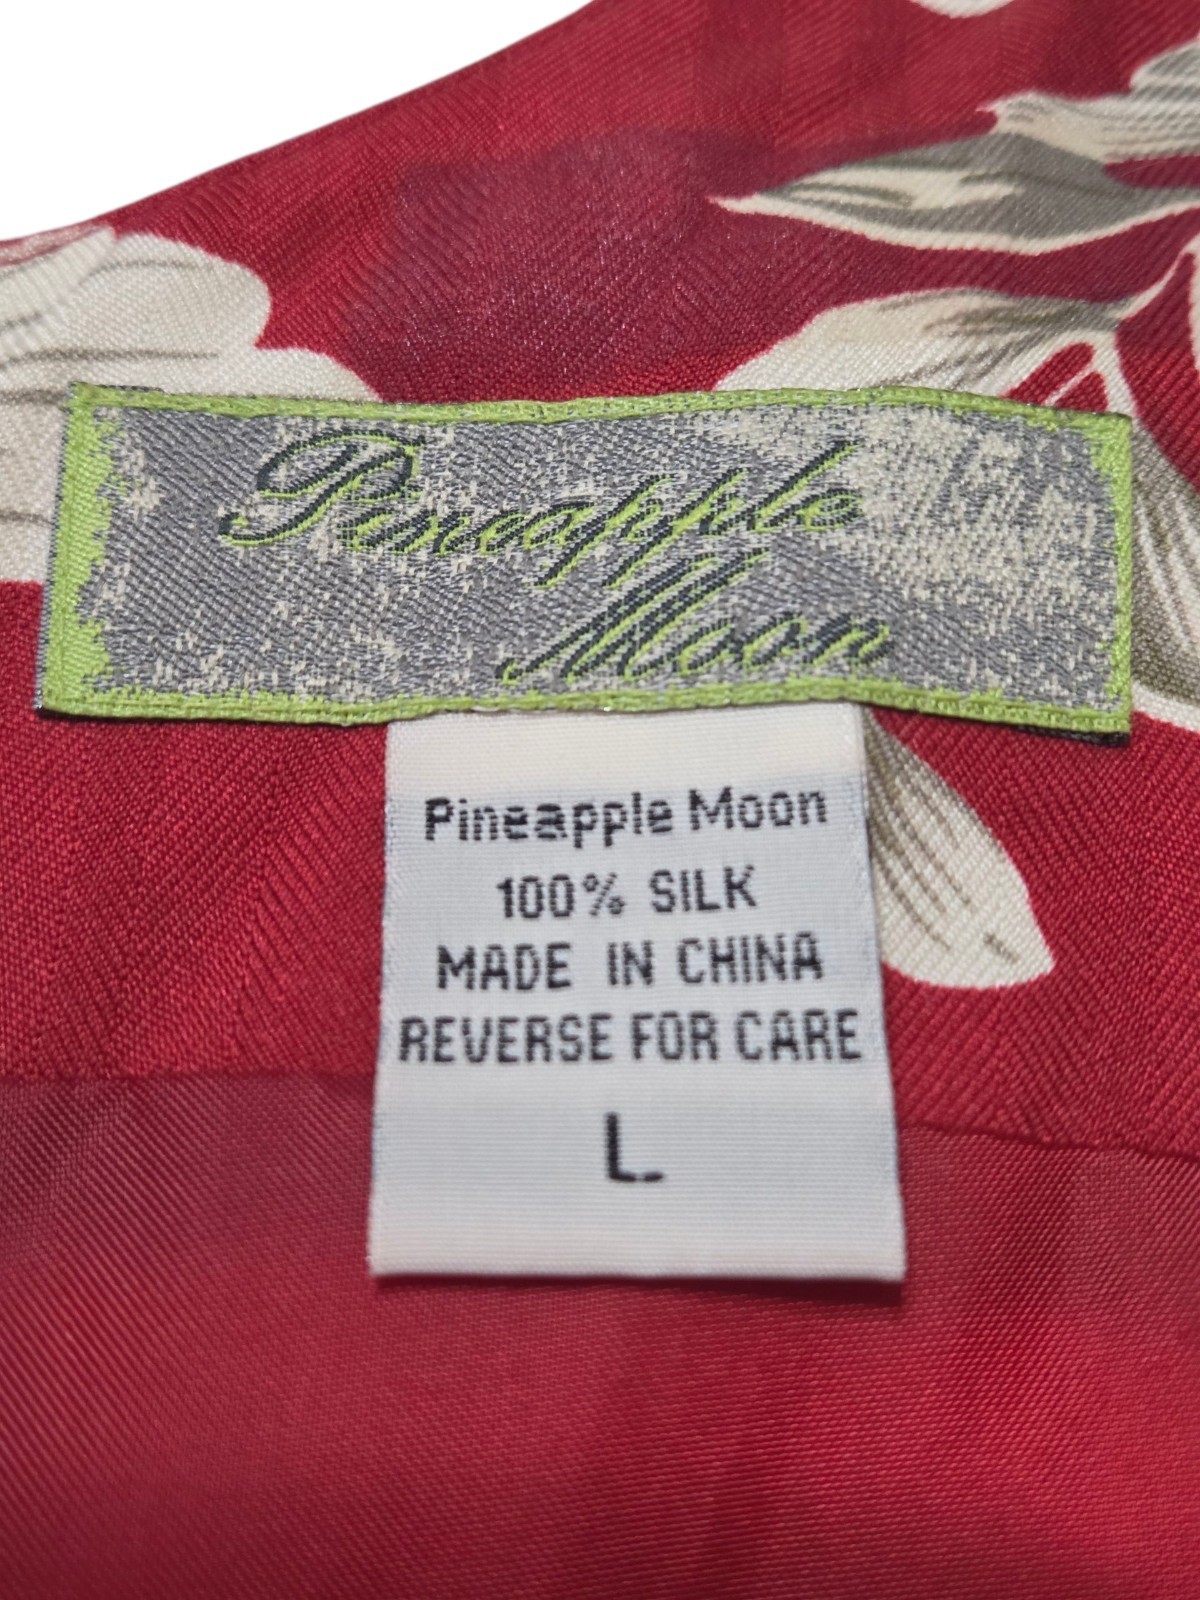 Pineapple
Moon
Pineapple Moon
100% SILK
MADE IN CHINA
REVERSE FOR CARE
L